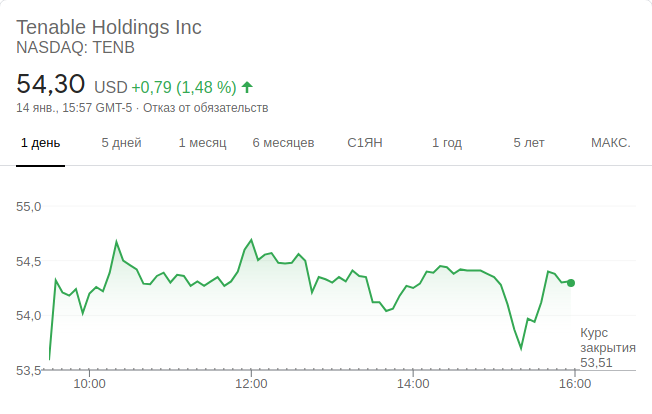 Tenable Holdings Inc
NASDAQ: TENB
54,30 USD +0,79 (1,48 %)
14 янв., 15:57 GMT-5 · Отказ от обязательств
1 день 5 дней 1 месяц 6 месяцев С1ЯН 1 год 5 лет МАКС.
55,0
54,5
54,0
53,5
Курс
закрытия
53,51
10:00 12:00 14:00 16:00